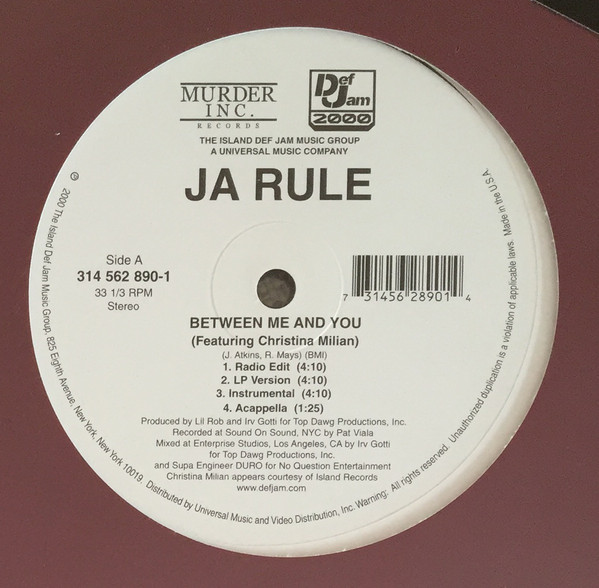 MURDER
INC.
RECORDS
Def
Jam
2000
THE ISLAND DEF JAM MUSIC GROUP
A UNIVERSAL MUSIC COMPANY
JA RULE
Side A
314 562 890-1
33 1/3 RPM
Stereo
7 31456 28901 4
BETWEEN ME AND YOU
(Featuring Christina Milian)
(J. Atkins, R. Mays) (BMI)
1. Radio Edit (4:10)
2. LP Version (4:10)
3. Instrumental (4:10)
4. Acappella (1:25)
Produced by Lil Rob and Irv Gotti for Top Dawg Productions, Inc.
Recorded at Sound On Sound, NYC by Pat Viala
Mixed at Enterprise Studios, Los Angeles, CA by Irv Gotti
for Top Dawg Productions, Inc.
and Supa Engineer DURO for No Question Entertainment
Christina Milian appears courtesy of Island Records
www.defjam.com
℗ 2000 The Island Def Jam Music Group, 825 Eighth Avenue, New York, New York 10019. Distributed by Universal Music and Video Distribution, Inc. Warning: All rights reserved. Unauthorized duplication is a violation of applicable laws. Made in the U.S.A.